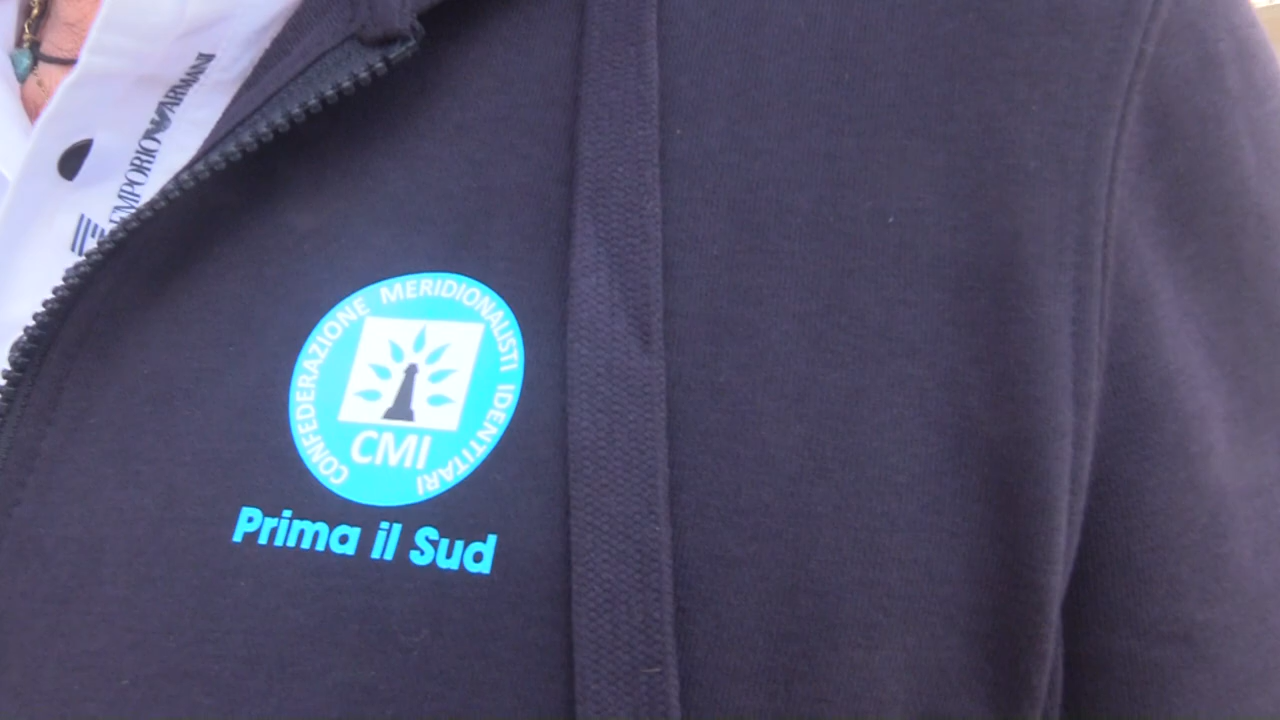 EMPORIO ARMANI
CONFEDERAZIONE MERIDIONALISTI IDENTITARI
CMI
Prima il Sud